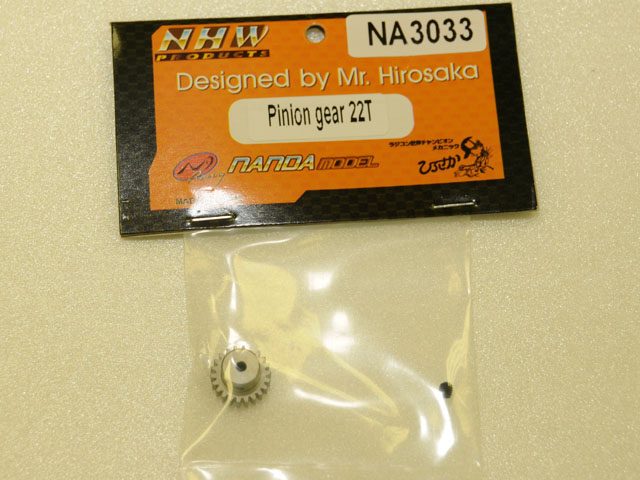 NHW
PRODUCTS
NA3033
Designed by Mr. Hirosaka
Pinion gear 22T
NANDA MODEL
ラジコン世界チャンピオン
メカニック
ひろさか
MAD